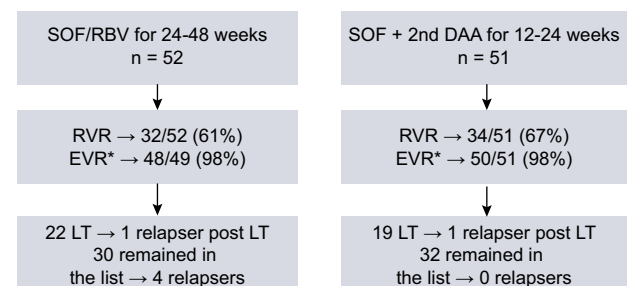 SOF/RBV for 24-48 weeks
n = 52
RVR → 32/52 (61%)
EVR* → 48/49 (98%)
22 LT → 1 relapser post LT
30 remained in
the list → 4 relapsers
SOF + 2nd DAA for 12-24 weeks
n = 51
RVR → 34/51 (67%)
EVR* → 50/51 (98%)
19 LT → 1 relapser post LT
32 remained in
the list → 0 relapsers